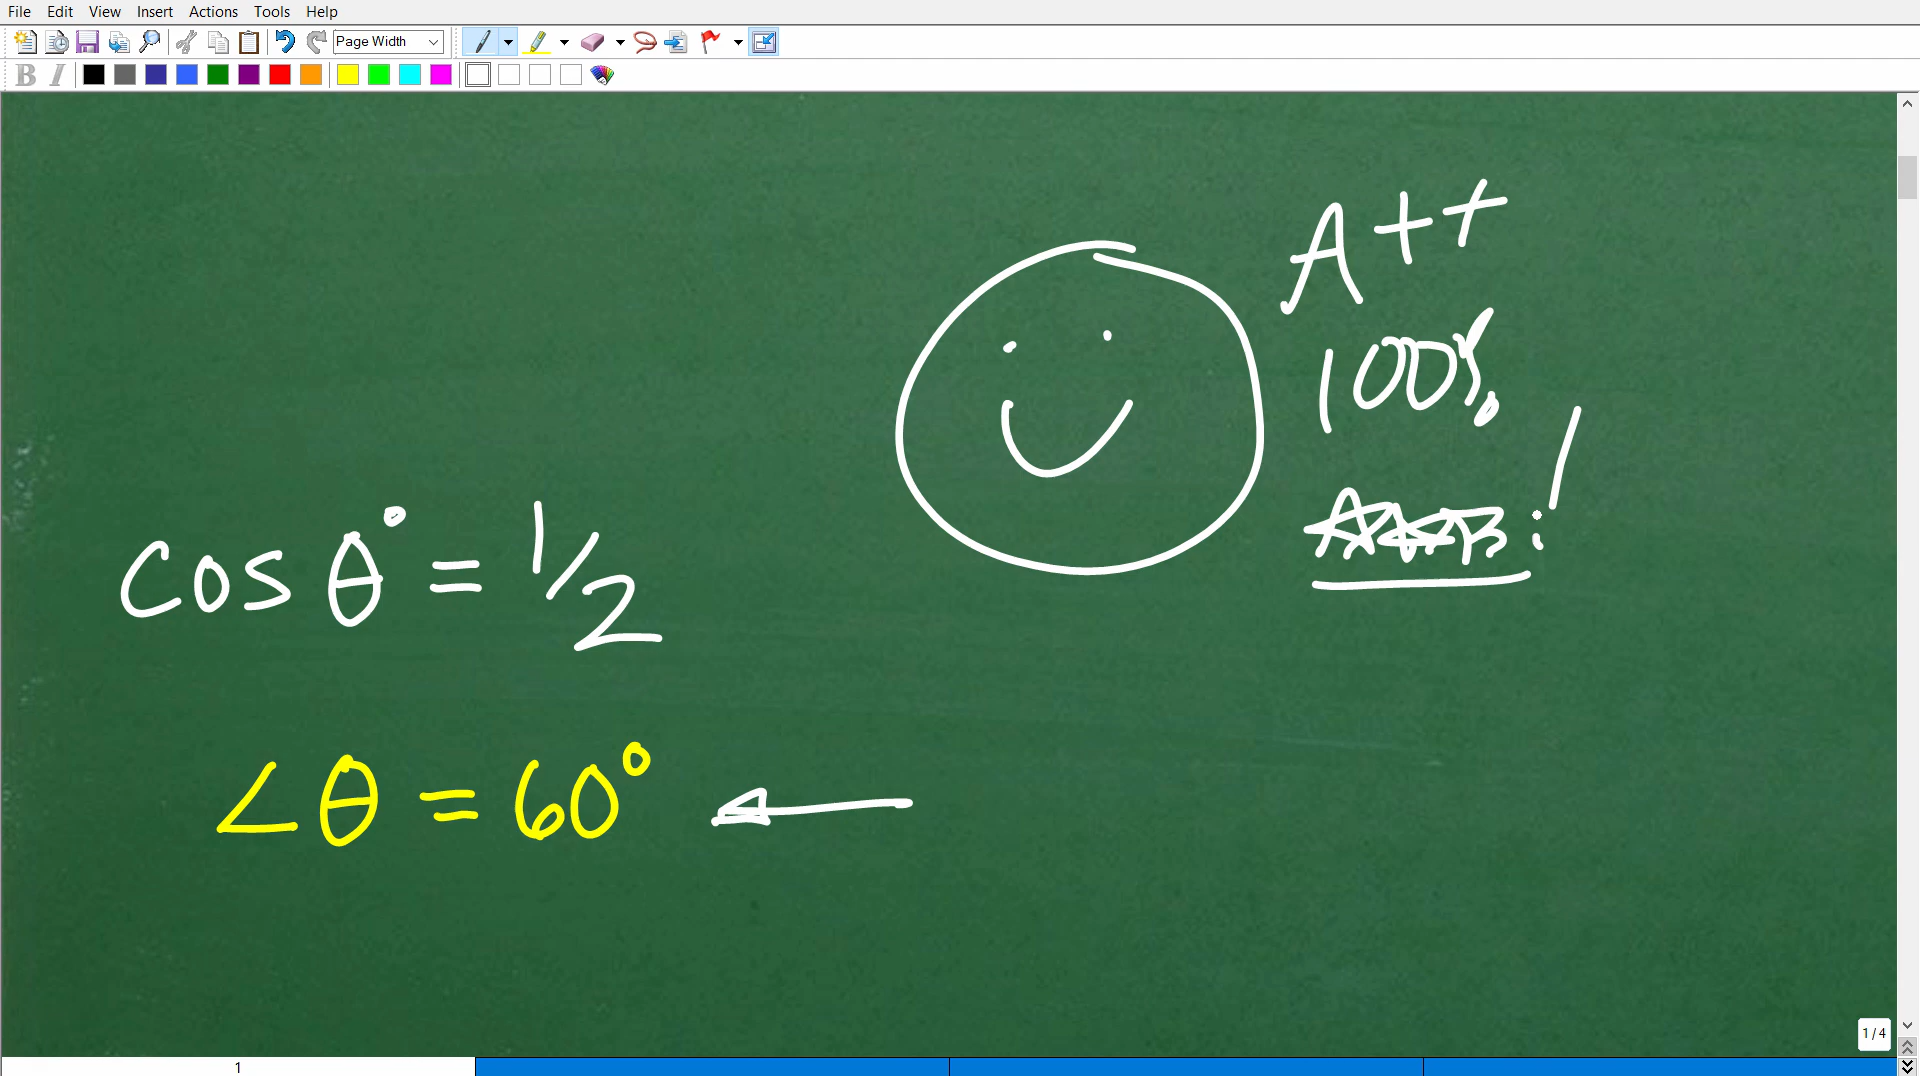 File Edit View Insert Actions Tools Help
Page Width
B I
A++
100%
!
cos θ° = 1/2
∠θ = 60°
1 / 4
1